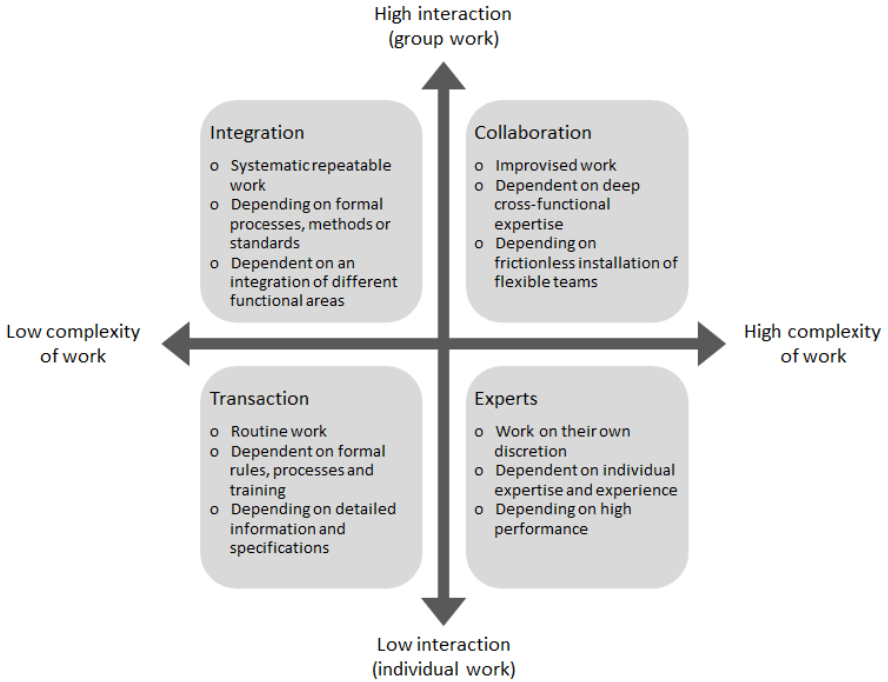 High interaction
(group work)
Integration
o Systematic repeatable
work
o Depending on formal
processes, methods or
standards
o Dependent on an
integration of different
functional areas
Collaboration
o Improvised work
o Dependent on deep
cross-functional
expertise
o Depending on
frictionless installation of
flexible teams
Low complexity
of work
High complexity
of work
Transaction
o Routine work
o Dependent on formal
rules, processes and
training
o Depending on detailed
information and
specifications
Experts
o Work on their own
discretion
o Dependent on individual
expertise and experience
o Depending on high
performance
Low interaction
(individual work)